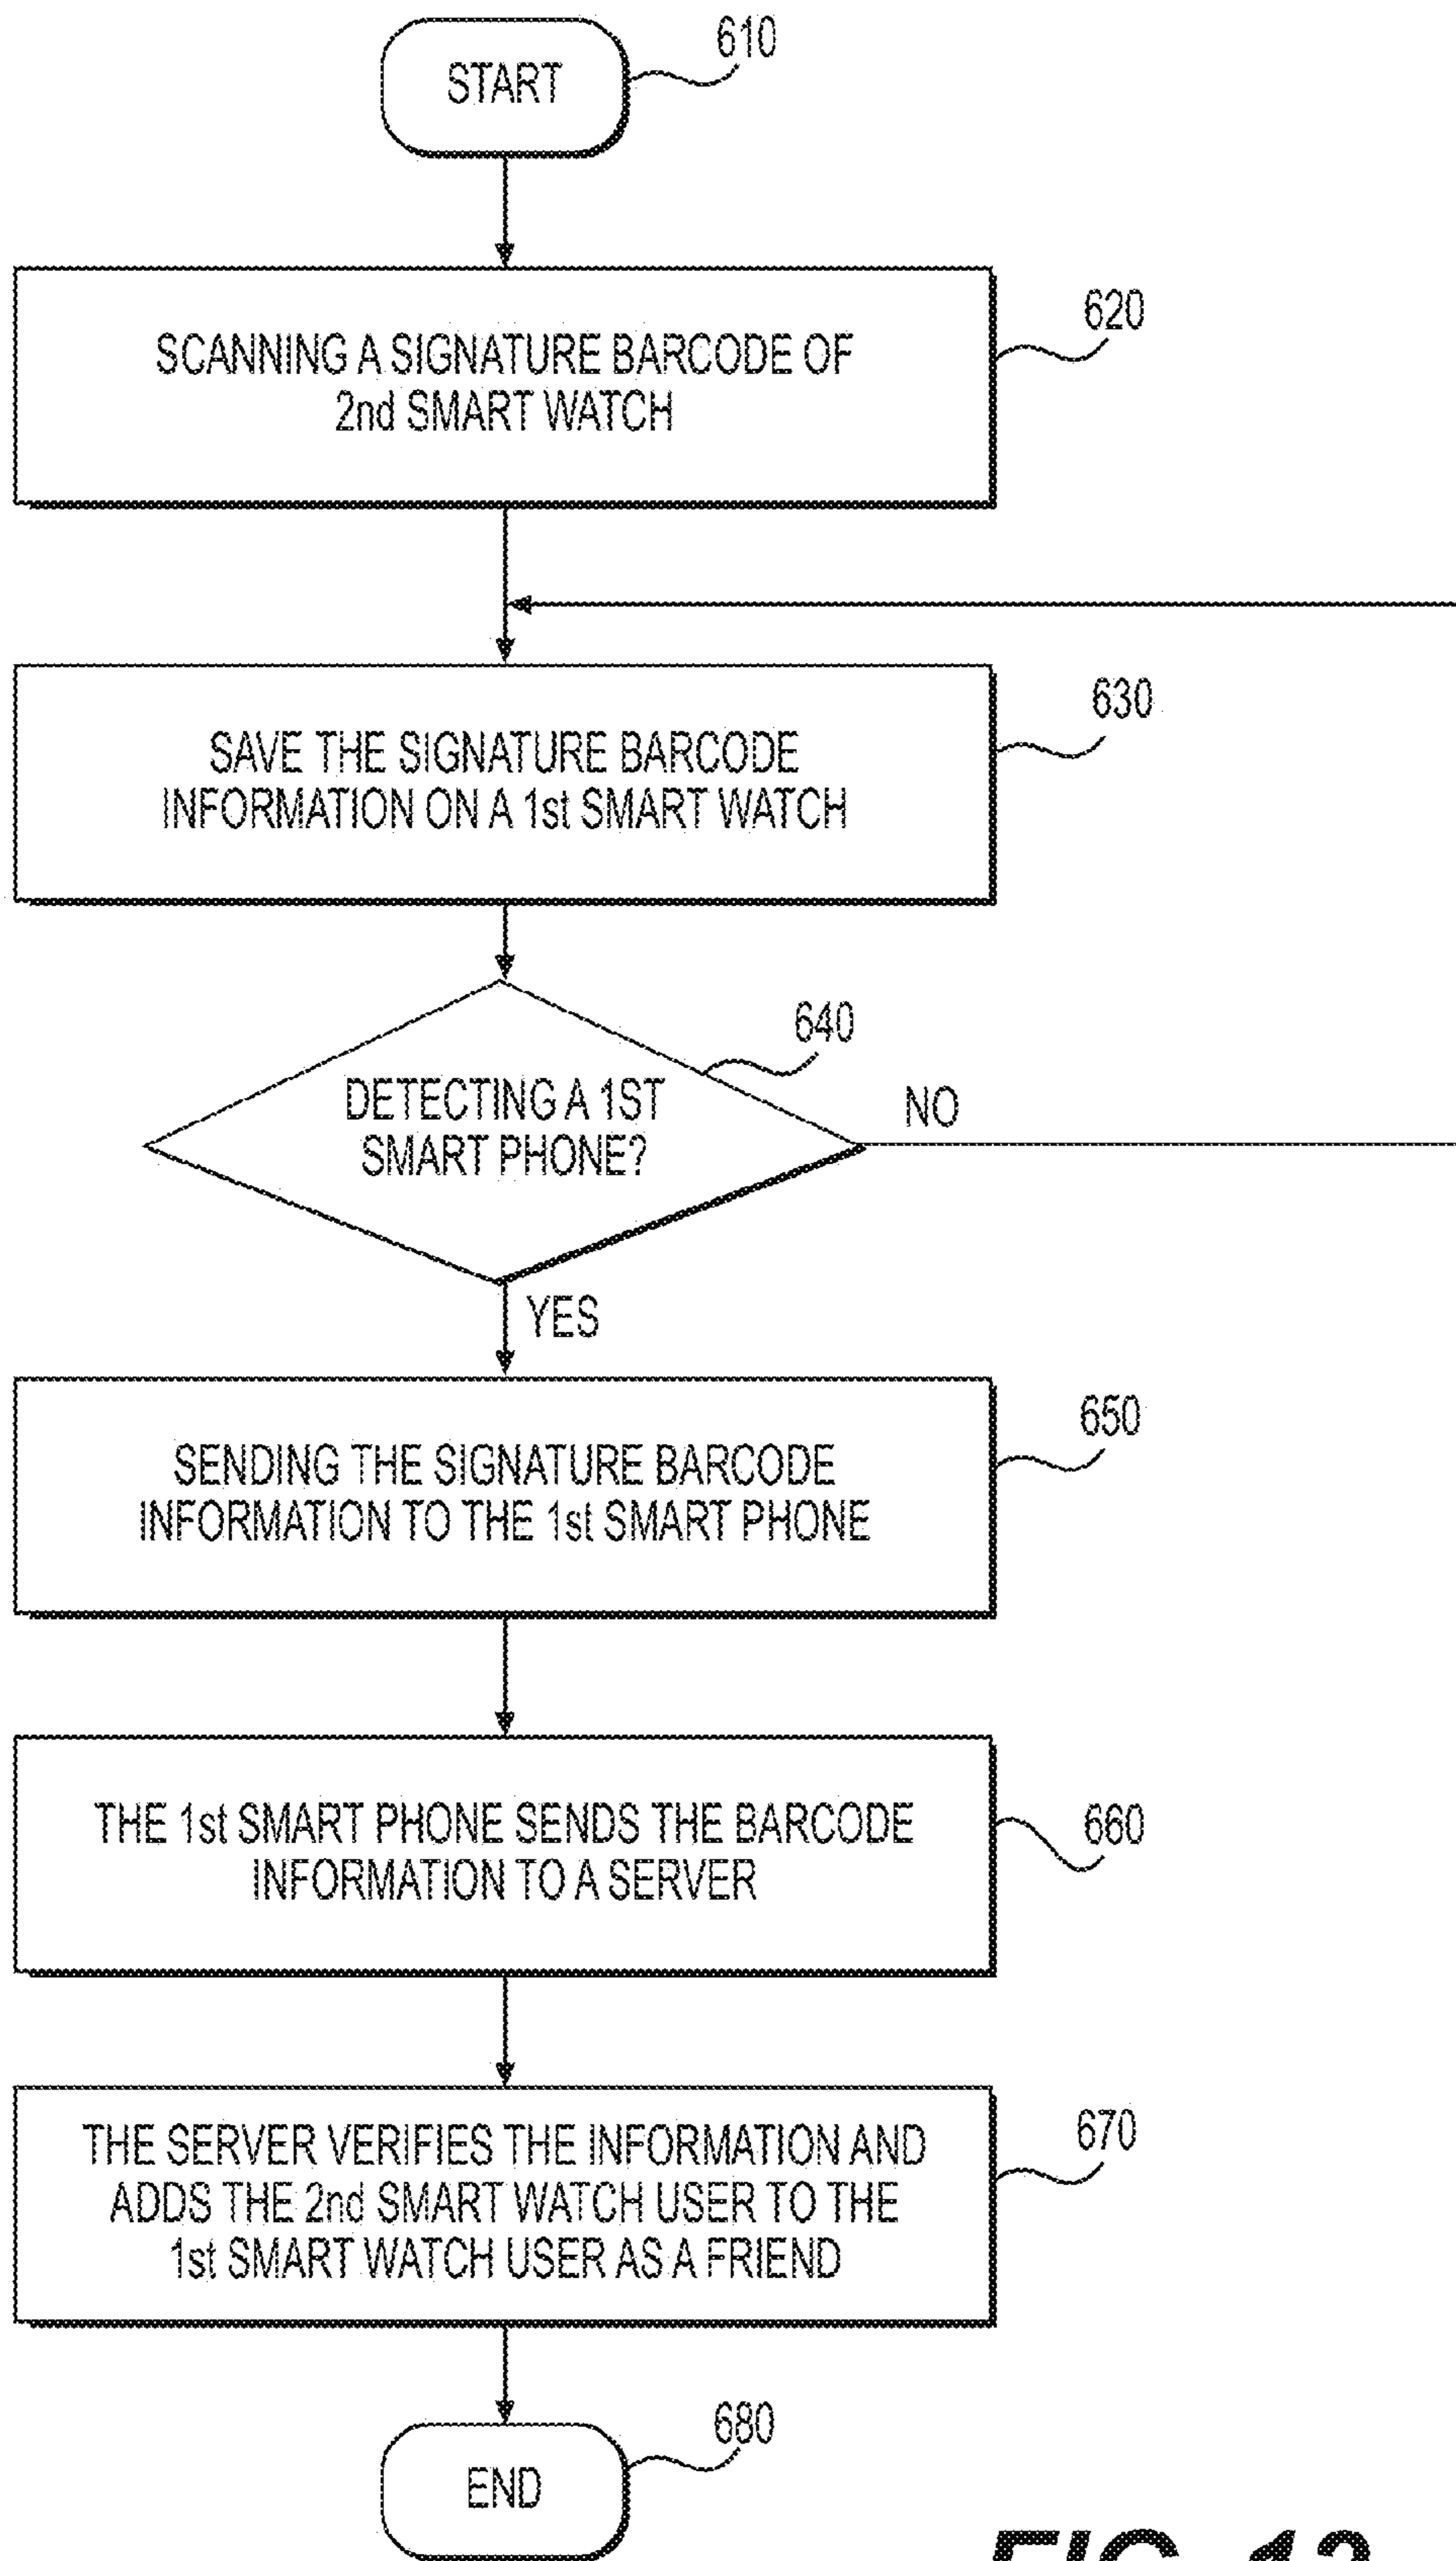 START
610
SCANNING A SIGNATURE BARCODE OF
2nd SMART WATCH
620
SAVE THE SIGNATURE BARCODE
INFORMATION ON A 1st SMART WATCH
630
DETECTING A 1ST
SMART PHONE?
640
NO
YES
SENDING THE SIGNATURE BARCODE
INFORMATION TO THE 1st SMART PHONE
650
THE 1st SMART PHONE SENDS THE BARCODE
INFORMATION TO A SERVER
660
THE SERVER VERIFIES THE INFORMATION AND
ADDS THE 2nd SMART WATCH USER TO THE
1st SMART WATCH USER AS A FRIEND
670
END
680
FIG.